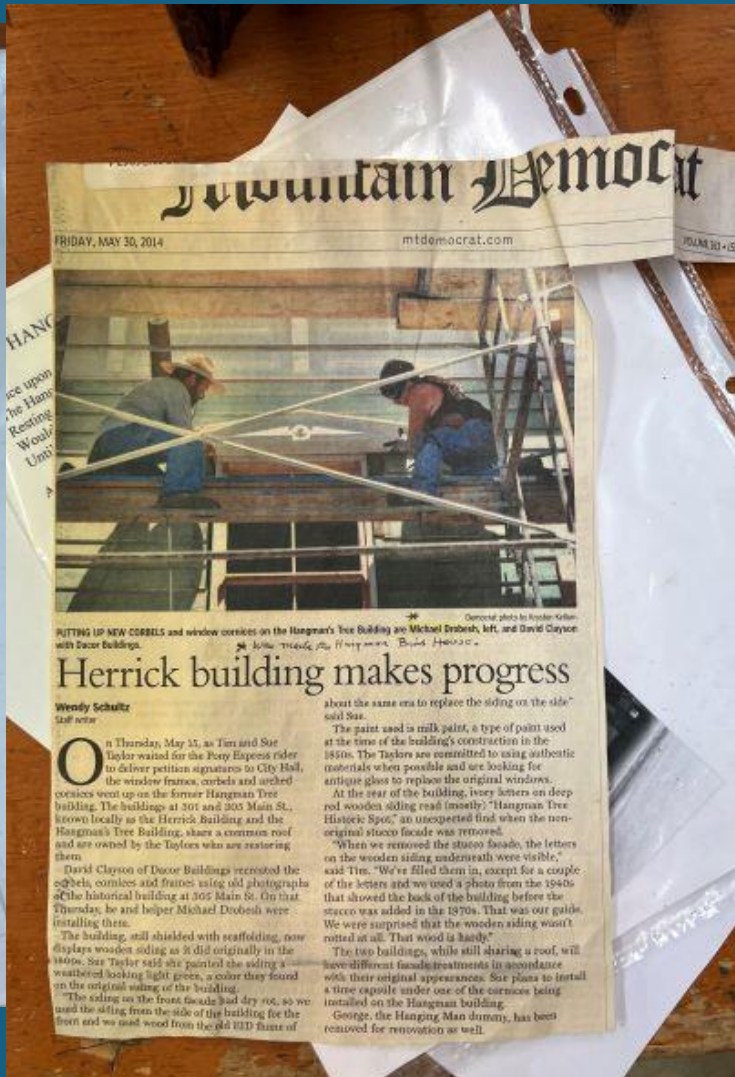 Mountain Democrat
FRIDAY, MAY 30, 2014
mtdemocrat.com
HANG
ce upon
The Hang
Resting
Would
Until
Democrat photo by
PUTTING UP NEW CORBELS and window cornices on the Hangman's Tree Building are Michael Drobesh, left, and David Clayson
with Dacor Buildings.
* who made the Hangman Bird House.
Herrick building makes progress
Wendy Schultz
Staff writer
On Thursday, May 15, as Tim and Sue
Taylor waited for the Pony Express rider
to deliver petition signatures to City Hall,
the window frames, corbels and arched
cornices went up on the former Hangman Tree
building. The buildings at 301 and 305 Main St.,
known locally as the Herrick Building and the
Hangman's Tree Building, share a common roof
and are owned by the Taylors who are restoring
them.
David Clayson of Dacor Buildings recreated the
corbels, cornices and frames using old photographs
of the historical building at 305 Main St. On that
Thursday, he and helper Michael Drobesh were
installing them.
The building, still shielded with scaffolding, now
displays wooden siding as it did originally in the
1800s. Sue Taylor said she painted the siding a
weathered looking light green, a color they found
on the original siding of the building.
"The siding on the front facade had dry rot, so we
used the siding from the side of the building for the
front and we used wood from the old EID flume of
about the same era to replace the siding on the side"
said Sue.
The paint used is milk paint, a type of paint used
at the time of the building's construction in the
1850s. The Taylors are committed to using authentic
materials when possible and are looking for
antique glass to replace the original windows.
At the rear of the building, ivory letters on deep
red wooden siding read (mostly) "Hangman Tree
Historic Spot," an unexpected find when the non-
original stucco facade was removed.
"When we removed the stucco facade, the letters
on the wooden siding underneath were visible,"
said Tim. "We've filled them in, except for a couple
of the letters and we used a photo from the 1940s
that showed the back of the building before the
stucco was added in the 1970s. That was our guide.
We were surprised that the wooden siding wasn't
rotted at all. That wood is hardy."
The two buildings, while still sharing a roof, will
have different facade treatments in accordance
with their original appearances. Sue plans to install
a time capsule under one of the cornices being
installed on the Hangman building.
George, the Hanging Man dummy, has been
removed for renovation as well.